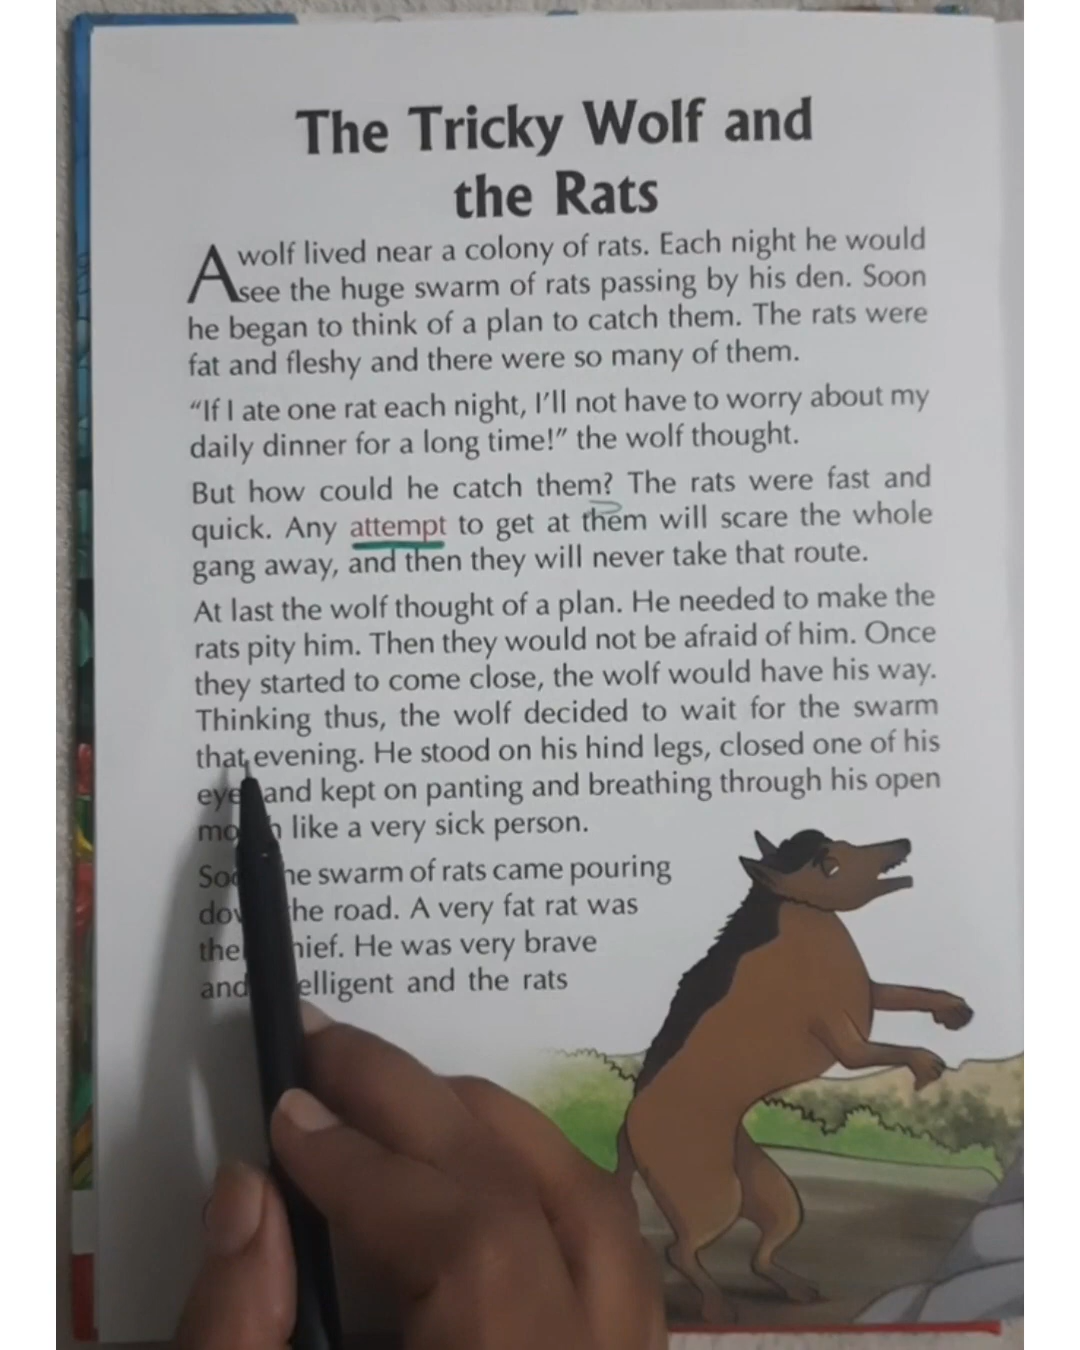 The Tricky Wolf and
the Rats
A wolf lived near a colony of rats. Each night he would
see the huge swarm of rats passing by his den. Soon
he began to think of a plan to catch them. The rats were
fat and fleshy and there were so many of them.
“If I ate one rat each night, I’ll not have to worry about my
daily dinner for a long time!” the wolf thought.
But how could he catch them? The rats were fast and
quick. Any attempt to get at them will scare the whole
gang away, and then they will never take that route.
At last the wolf thought of a plan. He needed to make the
rats pity him. Then they would not be afraid of him. Once
they started to come close, the wolf would have his way.
Thinking thus, the wolf decided to wait for the swarm
that evening. He stood on his hind legs, closed one of his
and kept on panting and breathing through his open
like a very sick person.
swarm of rats came pouring
road. A very fat rat was
He was very brave
and and the rats